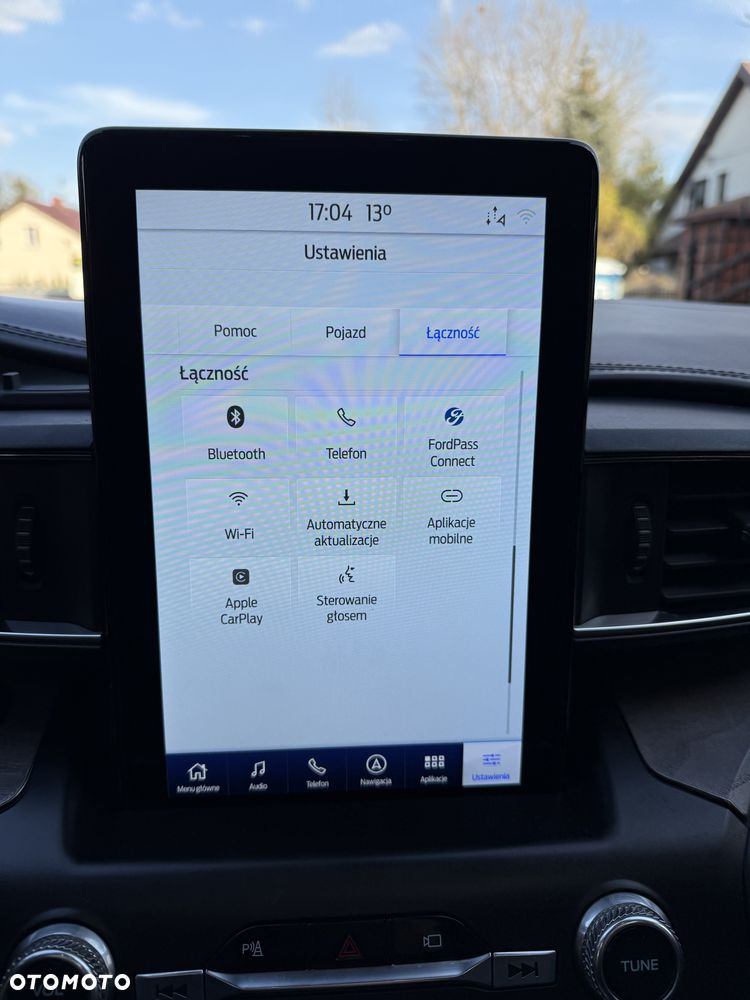 17:04 13°
Ustawienia
Pomoc Pojazd Łączność
Łączność
Bluetooth Telefon FordPass
Connect
Wi-Fi Automatyczne
aktualizacje Aplikacje
mobilne
Apple
CarPlay Sterowanie
głosem
Menu główne Audio Telefon Nawigacja Aplikacje Ustawienia
P
VOL TUNE
OTOMOTO